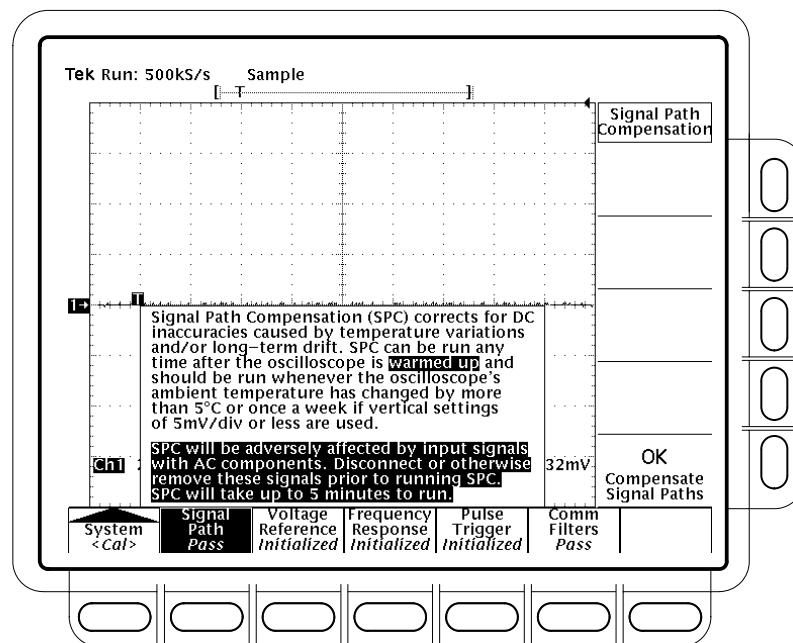 Tek Run: 500kS/s Sample
[ T ]
Signal Path
Compensation
T
1→
Signal Path Compensation (SPC) corrects for DC
inaccuracies caused by temperature variations
and/or long-term drift. SPC can be run any
time after the oscilloscope is warmed up and
should be run whenever the oscilloscope's
ambient temperature has changed by more
than 5°C or once a week if vertical settings
of 5mV/div or less are used.
SPC will be adversely affected by input signals
with AC components. Disconnect or otherwise
remove these signals prior to running SPC.
SPC will take up to 5 minutes to run.
Ch1 32mV
OK
Compensate
Signal Paths
System
<Cal>
Signal
Path
Pass
Voltage
Reference
Initialized
Frequency
Response
Initialized
Pulse
Trigger
Initialized
Comm
Filters
Pass